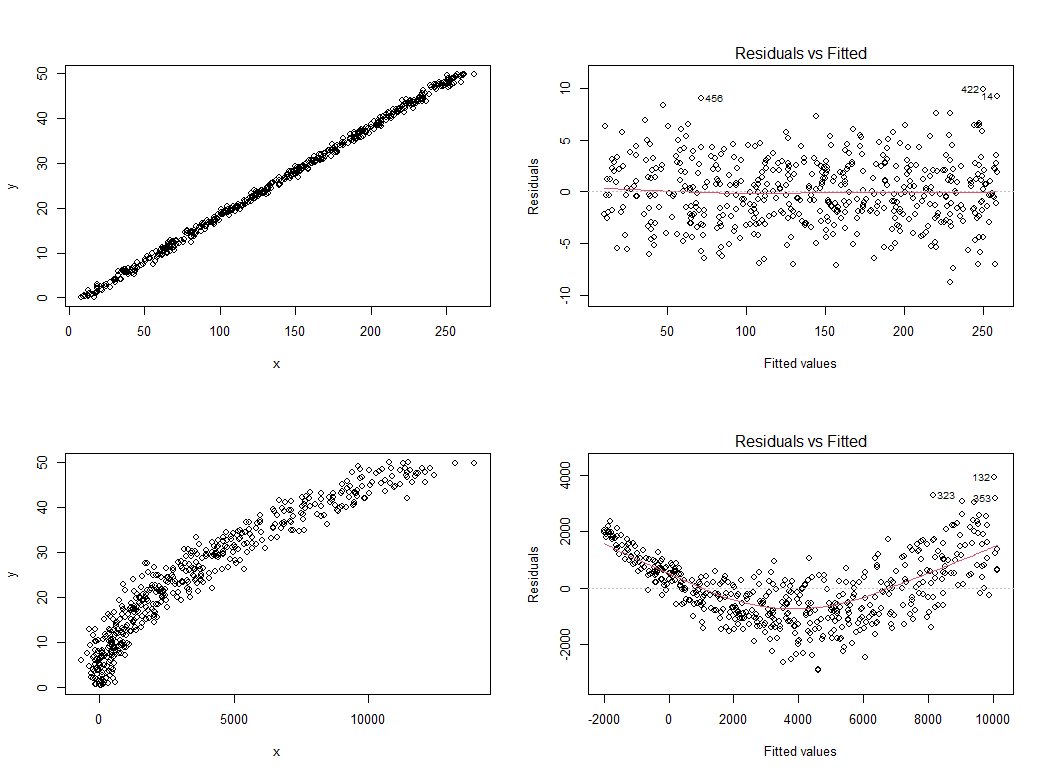 0 10 20 30 40 50
y
0 50 100 150 200 250
x
Residuals vs Fitted
-10 -5 0 5 10
Residuals
456
422
14
50 100 150 200 250
Fitted values
0 10 20 30 40 50
y
0 5000 10000
x
Residuals vs Fitted
-2000 0 2000 4000
Residuals
132
323
353
-2000 0 2000 4000 6000 8000 10000
Fitted values